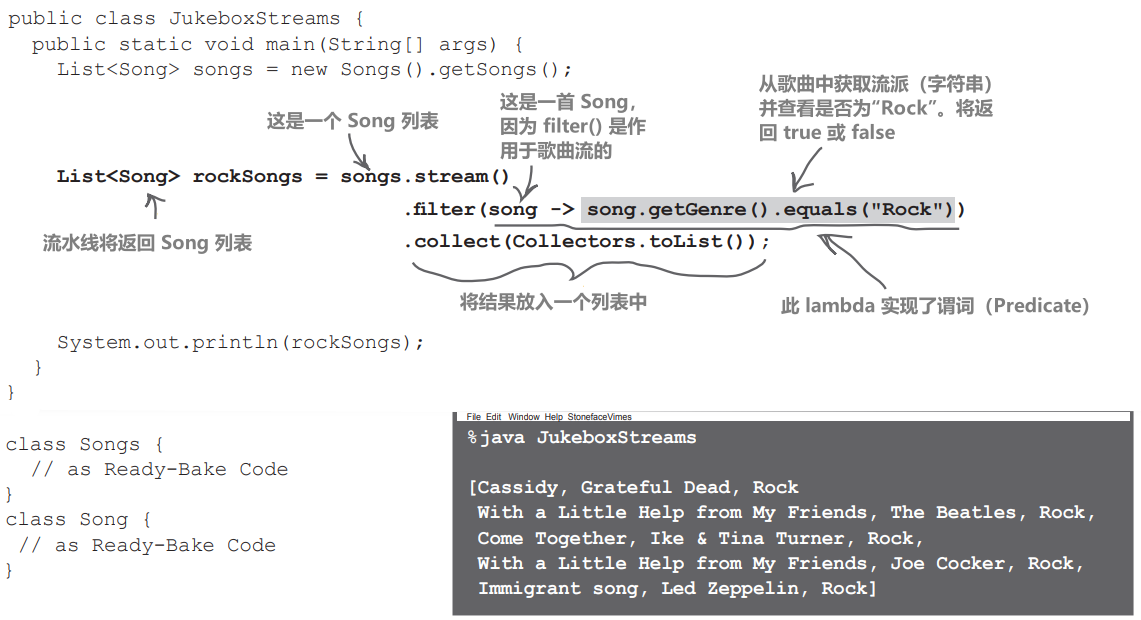 public class JukeboxStreams {
public static void main(String[] args) {
List<Song> songs = new Songs().getSongs();
从歌曲中获取流派（字符串）
并查看是否为“Rock”。将返
回 true 或 false
这是一首 Song，
因为 filter() 是作
用于歌曲流的
这是一个 Song 列表
List<Song> rockSongs = songs.stream()
.filter(song -> song.getGenre().equals("Rock"))
.collect(Collectors.toList());
流水线将返回 Song 列表
将结果放入一个列表中
此 lambda 实现了谓词（Predicate）
System.out.println(rockSongs);
}
}
class Songs {
// as Ready-Bake Code
}
class Song {
// as Ready-Bake Code
}
File Edit Window Help StonefaceVimes
%java JukeboxStreams
[Cassidy, Grateful Dead, Rock
With a Little Help from My Friends, The Beatles, Rock,
Come Together, Ike & Tina Turner, Rock,
With a Little Help from My Friends, Joe Cocker, Rock,
Immigrant song, Led Zeppelin, Rock]